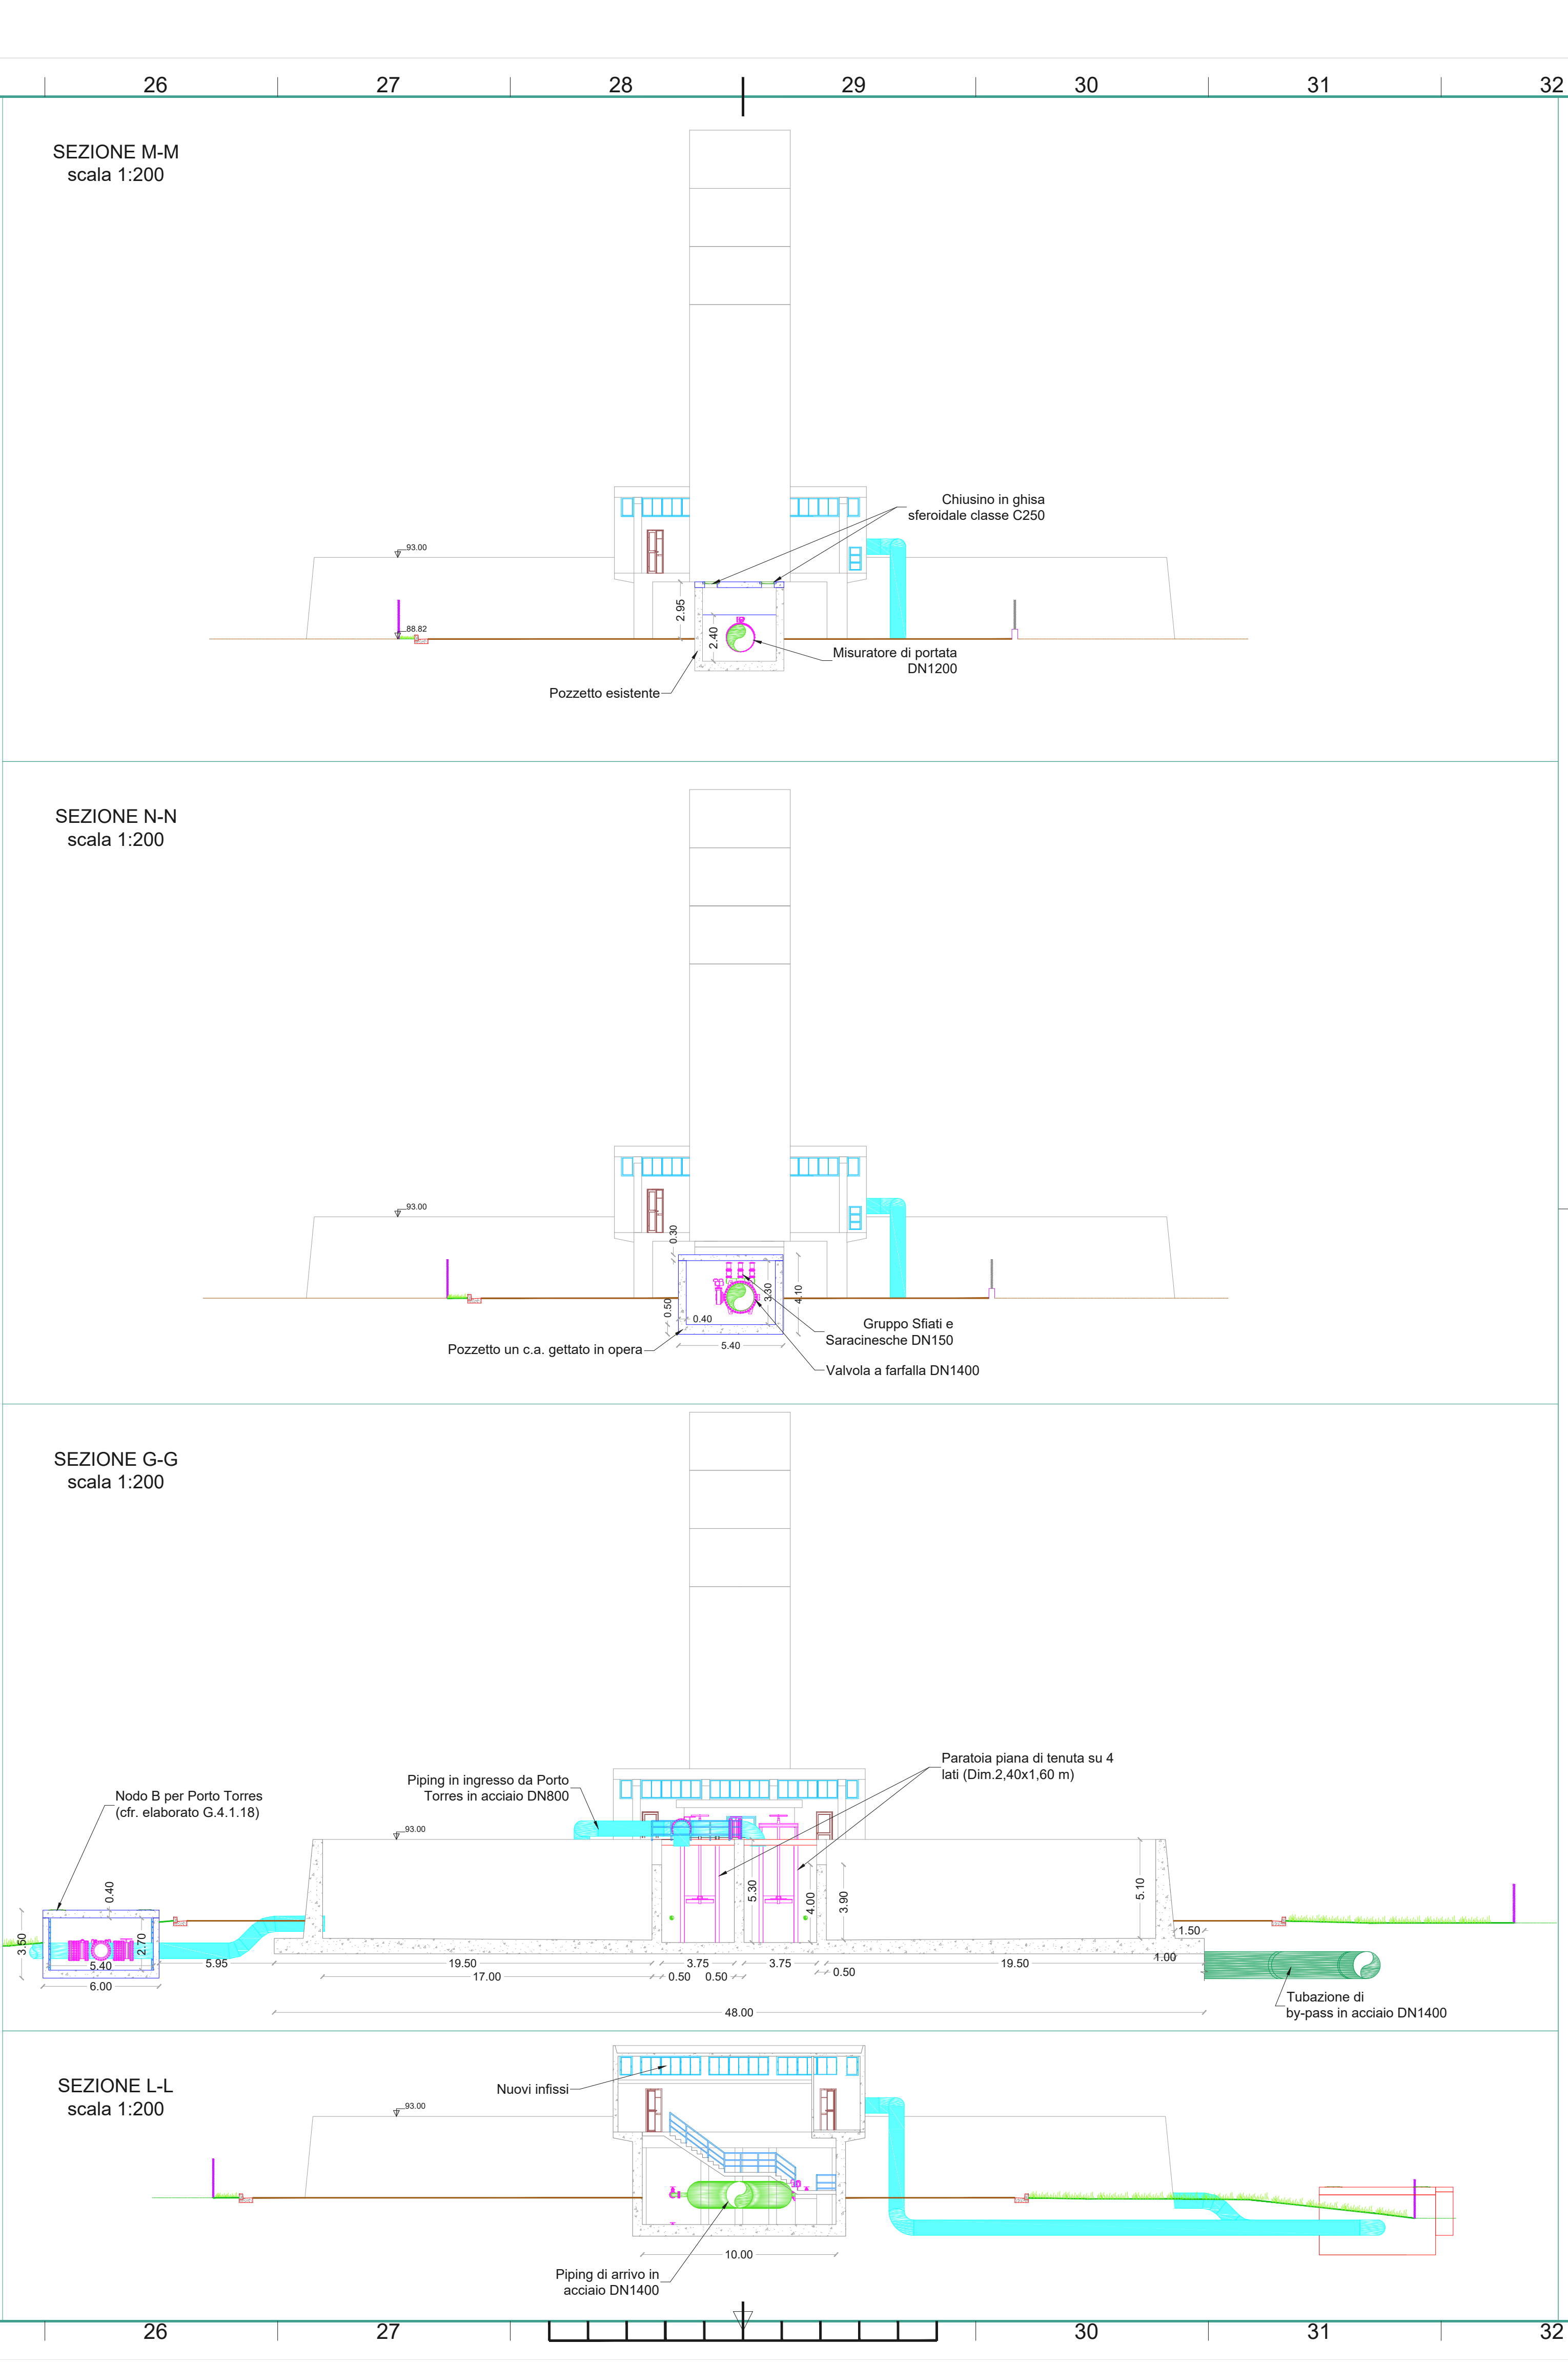 26 27 28 29 30 31 32
SEZIONE M-M
scala 1:200
Chiusino in ghisa
sferoidale classe C250
93.00
2.95
88.82
2.40
Misuratore di portata
DN1200
Pozzetto esistente
SEZIONE N-N
scala 1:200
93.00
0.30
3.30
4.10
0.50
0.40
Gruppo Sfiati e
Saracinesche DN150
5.40
Pozzetto un c.a. gettato in opera
Valvola a farfalla DN1400
SEZIONE G-G
scala 1:200
Paratoia piana di tenuta su 4
lati (Dim.2,40x1,60 m)
Piping in ingresso da Porto
Torres in acciaio DN800
Nodo B per Porto Torres
(cfr. elaborato G.4.1.18)
93.00
0.40
5.30
4.00
3.90
5.10
3.50
2.70
1.50
5.40
5.95
19.50
3.75
3.75
19.50
1.00
6.00
17.00
0.50
0.50
0.50
48.00
Tubazione di
by-pass in acciaio DN1400
SEZIONE L-L
scala 1:200
Nuovi infissi
93.00
10.00
Piping di arrivo in
acciaio DN1400
26 27 30 31 32